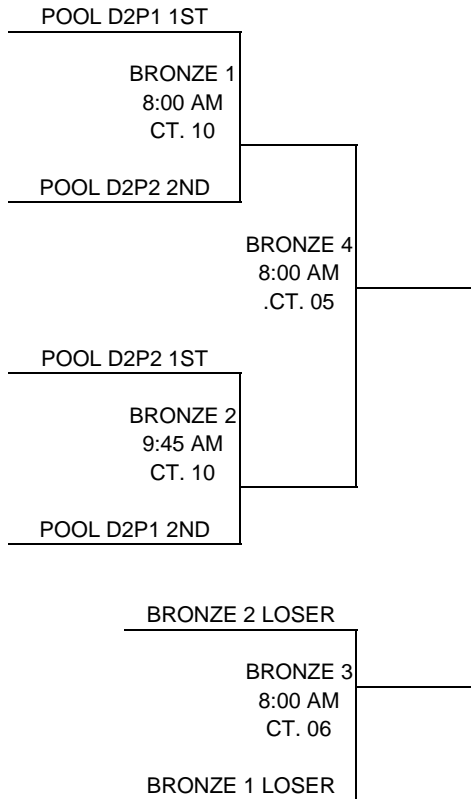 POOL D2P1 1ST
BRONZE 1
8:00 AM
CT. 10
POOL D2P2 2ND
BRONZE 4
8:00 AM
.CT. 05
POOL D2P2 1ST
BRONZE 2
9:45 AM
CT. 10
POOL D2P1 2ND
BRONZE 2 LOSER
BRONZE 3
8:00 AM
CT. 06
BRONZE 1 LOSER